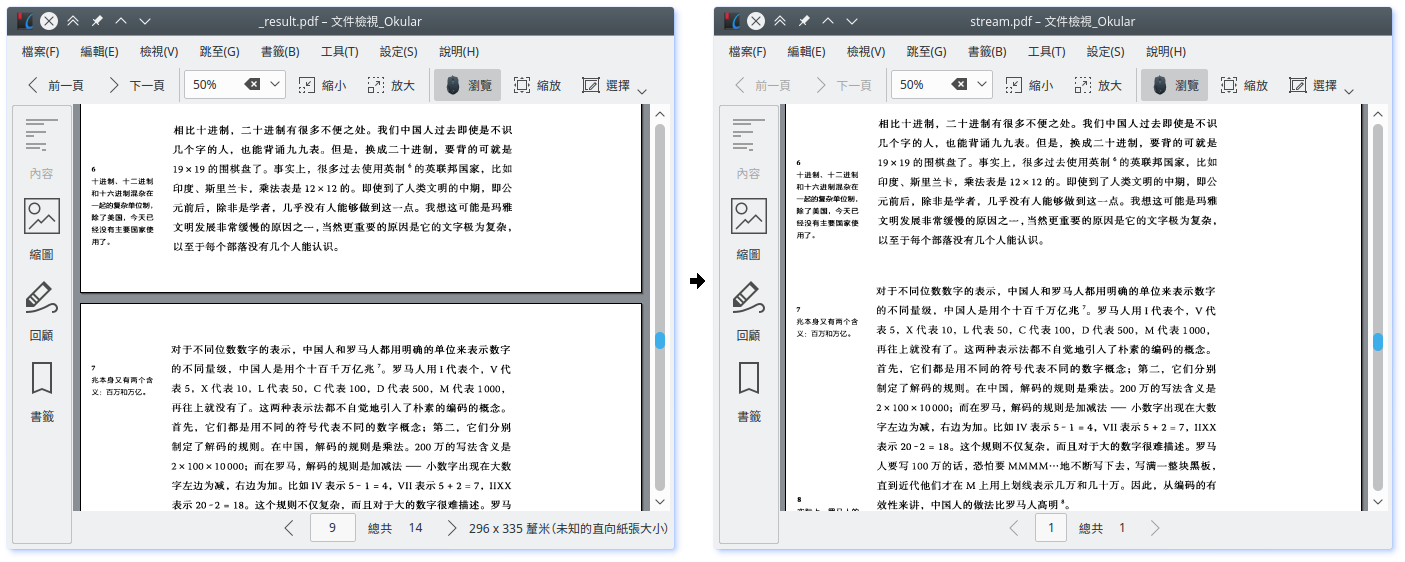 _result.pdf – 文件檢視_Okular
檔案(F) 編輯(E) 檢視(V) 跳至(G) 書籤(B) 工具(T) 設定(S) 說明(H)
前一頁 下一頁 50% 縮小 放大 瀏覽 縮放 選擇
內容
縮圖
回顧
書籤
相比十进制，二十进制有很多不便之处。我们中国人过去即使是不识
几个字的人，也能背诵九九表。但是，换成二十进制，要背的可就是
19×19 的围棋盘了。事实上，很多过去使用英制 6 的英联邦国家，比如
印度、斯里兰卡，乘法表是 12×12 的。即使到了人类文明的中期，即公
元前后，除非是学者，几乎没有人能够做到这一点。我想这可能是玛雅
文明发展非常缓慢的原因之一，当然更重要的原因是它的文字极为复杂，
以至于每个部落没有几个人能认识。
6
十进制、十二进制
和十六进制混杂在
一起的复杂单位制，
除了美国，今天已
经没有主要国家使
用了。
对于不同位数数字的表示，中国人和罗马人都用明确的单位来表示数字
的不同量级，中国人是用个十百千万亿兆 7。罗马人用 I 代表个，V 代
表 5，X 代表 10，L 代表 50，C 代表 100，D 代表 500，M 代表 1000，
再往上就没有了。这两种表示法都不自觉地引入了朴素的编码的概念。
首先，它们都是用不同的符号代表不同的数字概念；第二，它们分别
制定了解码的规则。在中国，解码的规则是乘法。200 万的写法含义是
2×100×10000；而在罗马，解码的规则是加减法 —— 小数字出现在大数
字左边为减，右边为加。比如 IV 表示 5-1 = 4，VII 表示 5 + 2 = 7，IIXX
表示 20-2 = 18。这个规则不仅复杂，而且对于大的数字很难描述。罗马
7
兆本身又有两个含
义：百万和万亿。
9 總共 14 296 x 335 釐米 (未知的直向紙張大小)
stream.pdf – 文件檢視_Okular
檔案(F) 編輯(E) 檢視(V) 跳至(G) 書籤(B) 工具(T) 設定(S) 說明(H)
前一頁 下一頁 50% 縮小 放大 瀏覽 縮放 選擇
內容
縮圖
回顧
書籤
相比十进制，二十进制有很多不便之处。我们中国人过去即使是不识
几个字的人，也能背诵九九表。但是，换成二十进制，要背的可就是
19×19 的围棋盘了。事实上，很多过去使用英制 6 的英联邦国家，比如
印度、斯里兰卡，乘法表是 12×12 的。即使到了人类文明的中期，即公
元前后，除非是学者，几乎没有人能够做到这一点。我想这可能是玛雅
文明发展非常缓慢的原因之一，当然更重要的原因是它的文字极为复杂，
以至于每个部落没有几个人能认识。
6
十进制、十二进制
和十六进制混杂在
一起的复杂单位制，
除了美国，今天已
经没有主要国家使
用了。
对于不同位数数字的表示，中国人和罗马人都用明确的单位来表示数字
的不同量级，中国人是用个十百千万亿兆 7。罗马人用 I 代表个，V 代
表 5，X 代表 10，L 代表 50，C 代表 100，D 代表 500，M 代表 1000，
再往上就没有了。这两种表示法都不自觉地引入了朴素的编码的概念。
首先，它们都是用不同的符号代表不同的数字概念；第二，它们分别
制定了解码的规则。在中国，解码的规则是乘法。200 万的写法含义是
2×100×10000；而在罗马，解码的规则是加减法 —— 小数字出现在大数
字左边为减，右边为加。比如 IV 表示 5-1 = 4，VII 表示 5 + 2 = 7，IIXX
表示 20-2 = 18。这个规则不仅复杂，而且对于大的数字很难描述。罗马
人要写 100 万的话，恐怕要 MMMM…地不断写下去，写满一整块黑板，
直到近代他们才在 M 上用上划线表示几万和几十万。因此，从编码的有
效性来讲，中国人的做法比罗马人高明 8。
7
兆本身又有两个含
义：百万和万亿。
8
1 總共 1